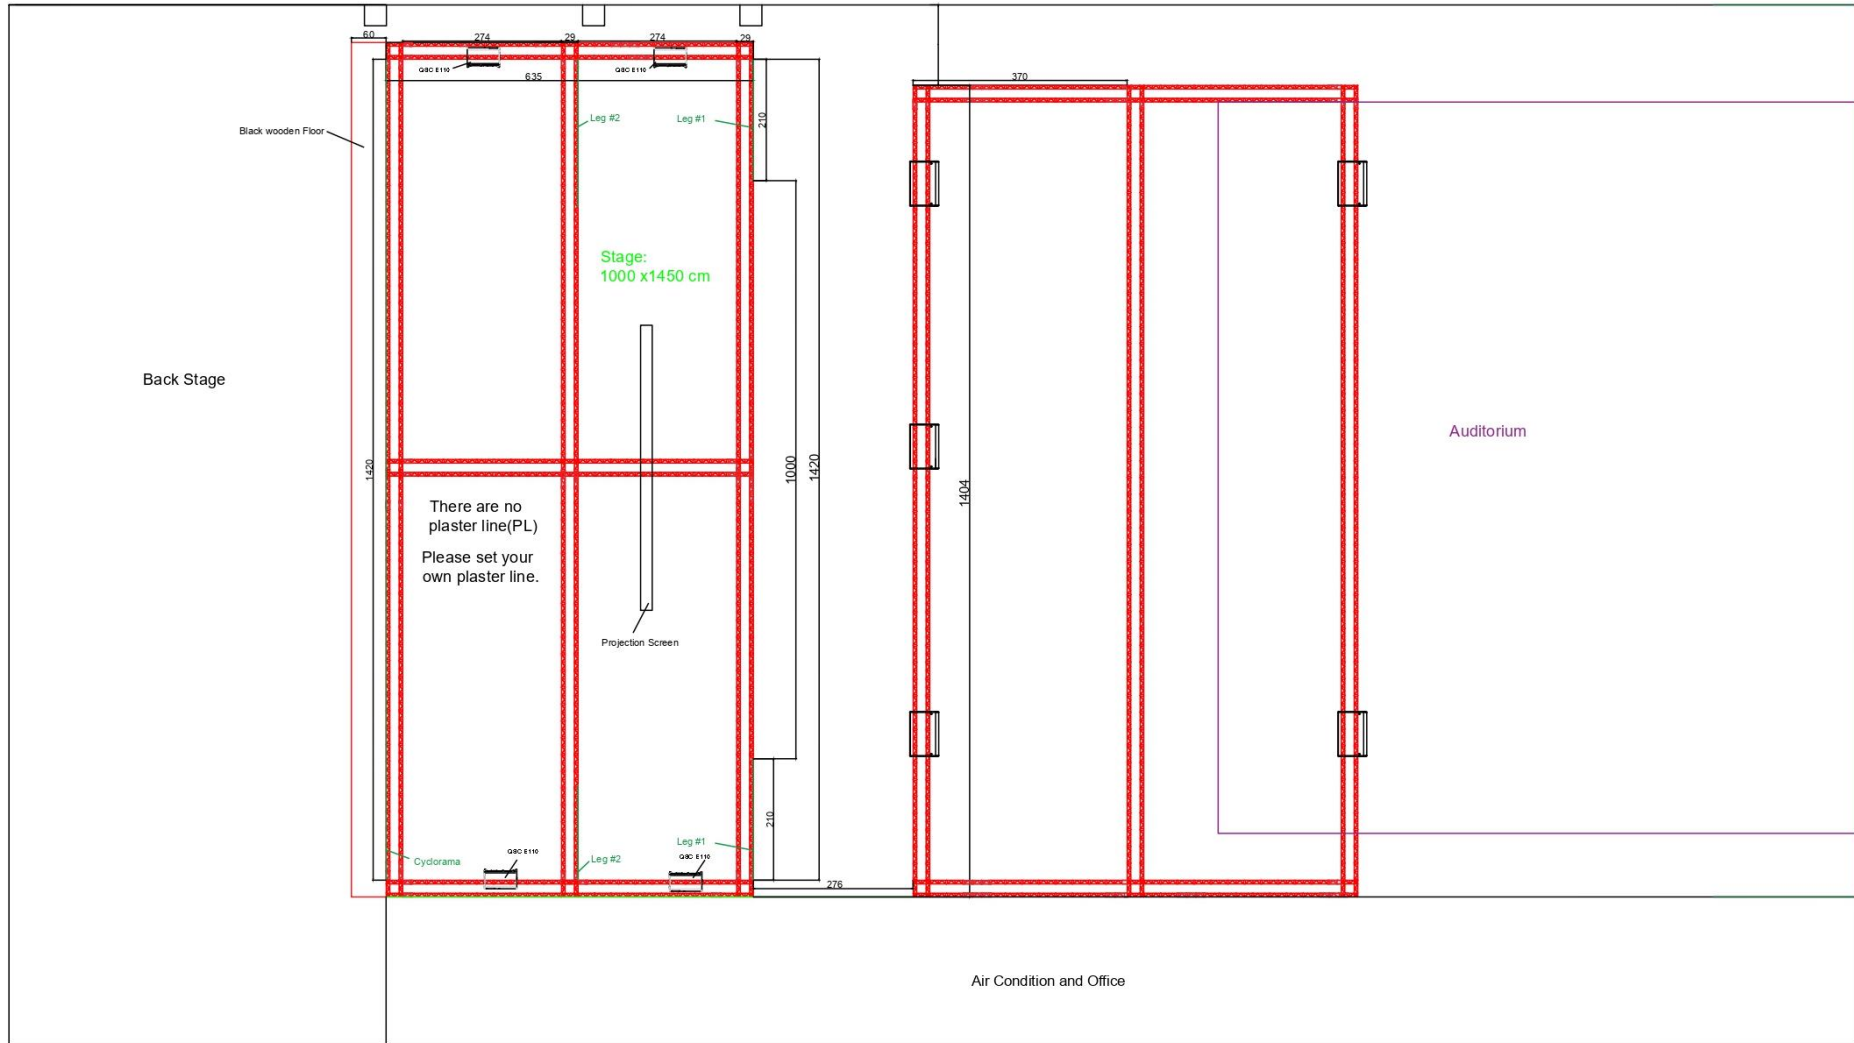 60
274
29
274
29
QSC E110
QSC E110
635
370
Leg #2
Leg #1
210
Black wooden Floor
Stage:
1000 x1450 cm
Back Stage
Auditorium
1420
1000
1420
1404
There are no
plaster line(PL)
Please set your
own plaster line.
Projection Screen
210
Leg #1
QSC E110
QSC E110
Cyclorama
Leg #2
276
Air Condition and Office